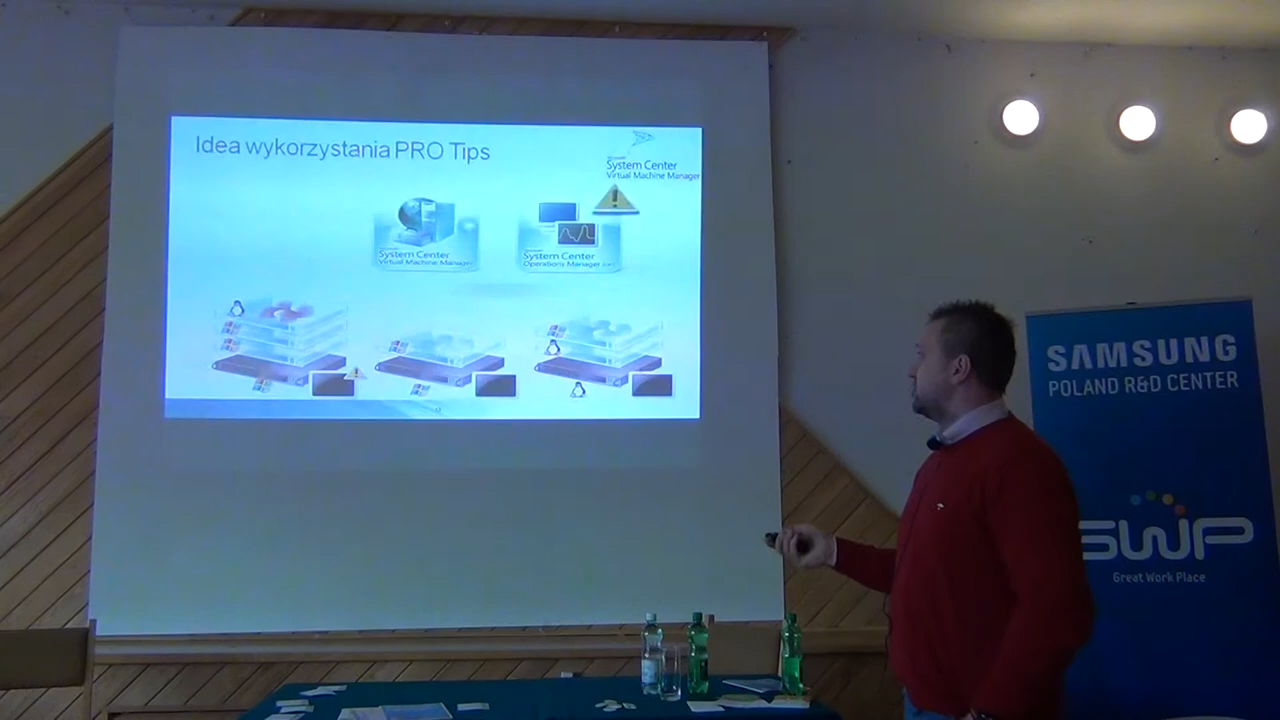 Idea wykorzystania PRO Tips
System Center
Virtual Machine Manager
System Center
Virtual Machine Manager
System Center
Operations Manager
SAMSUNG
POLAND R&D CENTER
GWP
Great Work Place